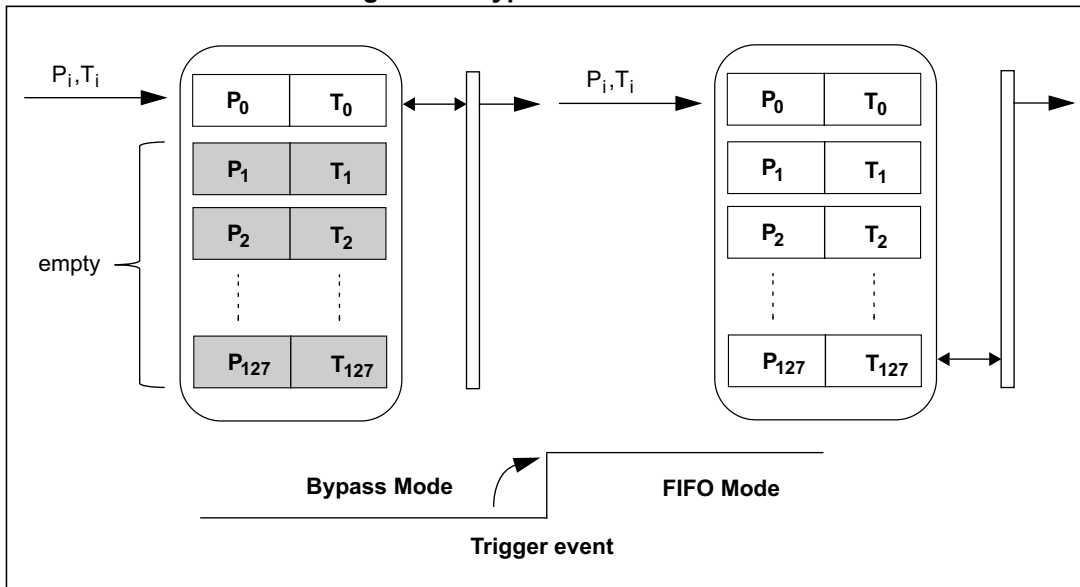 P_i,T_i
P_0 T_0
P_1 T_1
P_2 T_2
empty
P_127 T_127
P_i,T_i
P_0 T_0
P_1 T_1
P_2 T_2
P_127 T_127
Bypass Mode
FIFO Mode
Trigger event